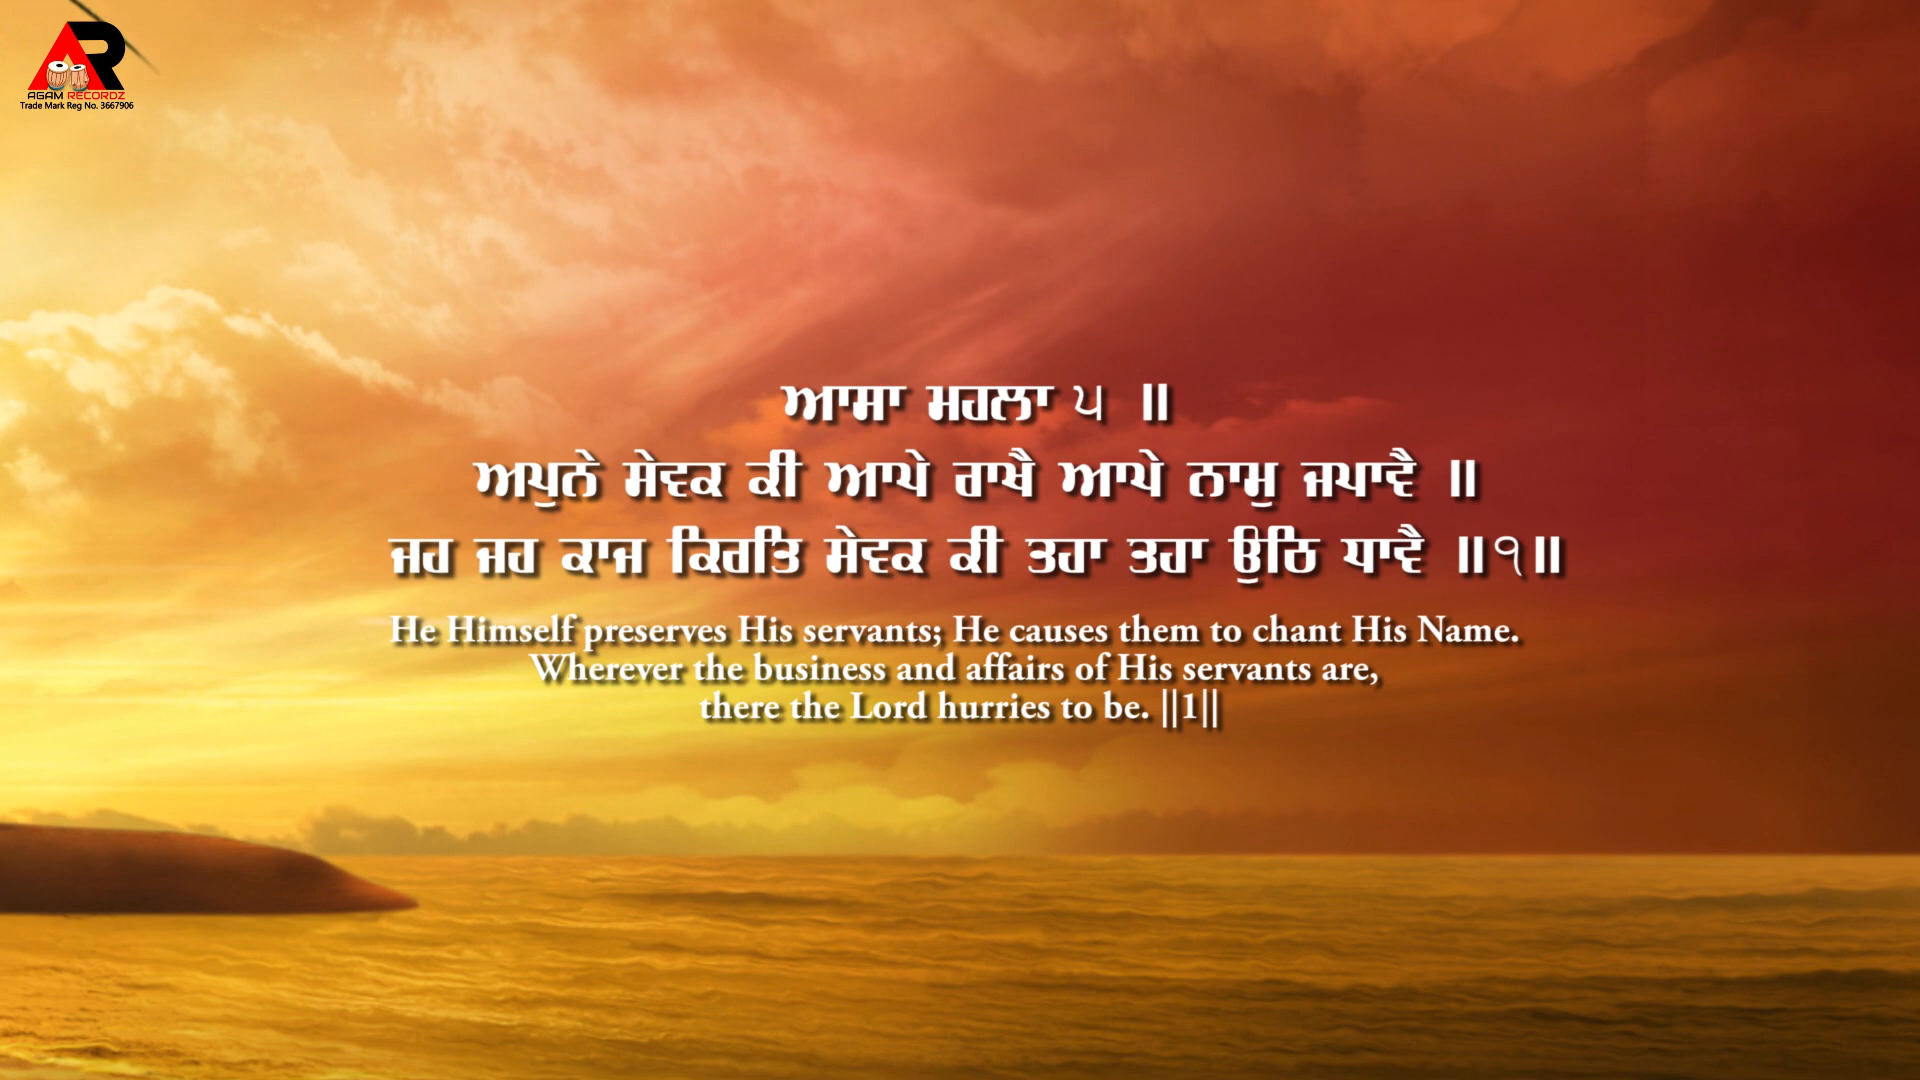 AGAM RECORDZ
Trade Mark Reg No. 3667906
ਆਸਾ ਮਹਲਾ ੫ ॥
ਅਪੁਨੇ ਸੇਵਕ ਕੀ ਆਪੇ ਰਾਖੈ ਆਪੇ ਨਾਮੁ ਜਪਾਵੈ ॥
ਜਹ ਜਹ ਕਾਜ ਕਿਰਤਿ ਸੇਵਕ ਕੀ ਤਹਾ ਤਹਾ ਉਠਿ ਧਾਵੈ ॥੧॥
He Himself preserves His servants; He causes them to chant His Name.
Wherever the business and affairs of His servants are,
there the Lord hurries to be. ||1||